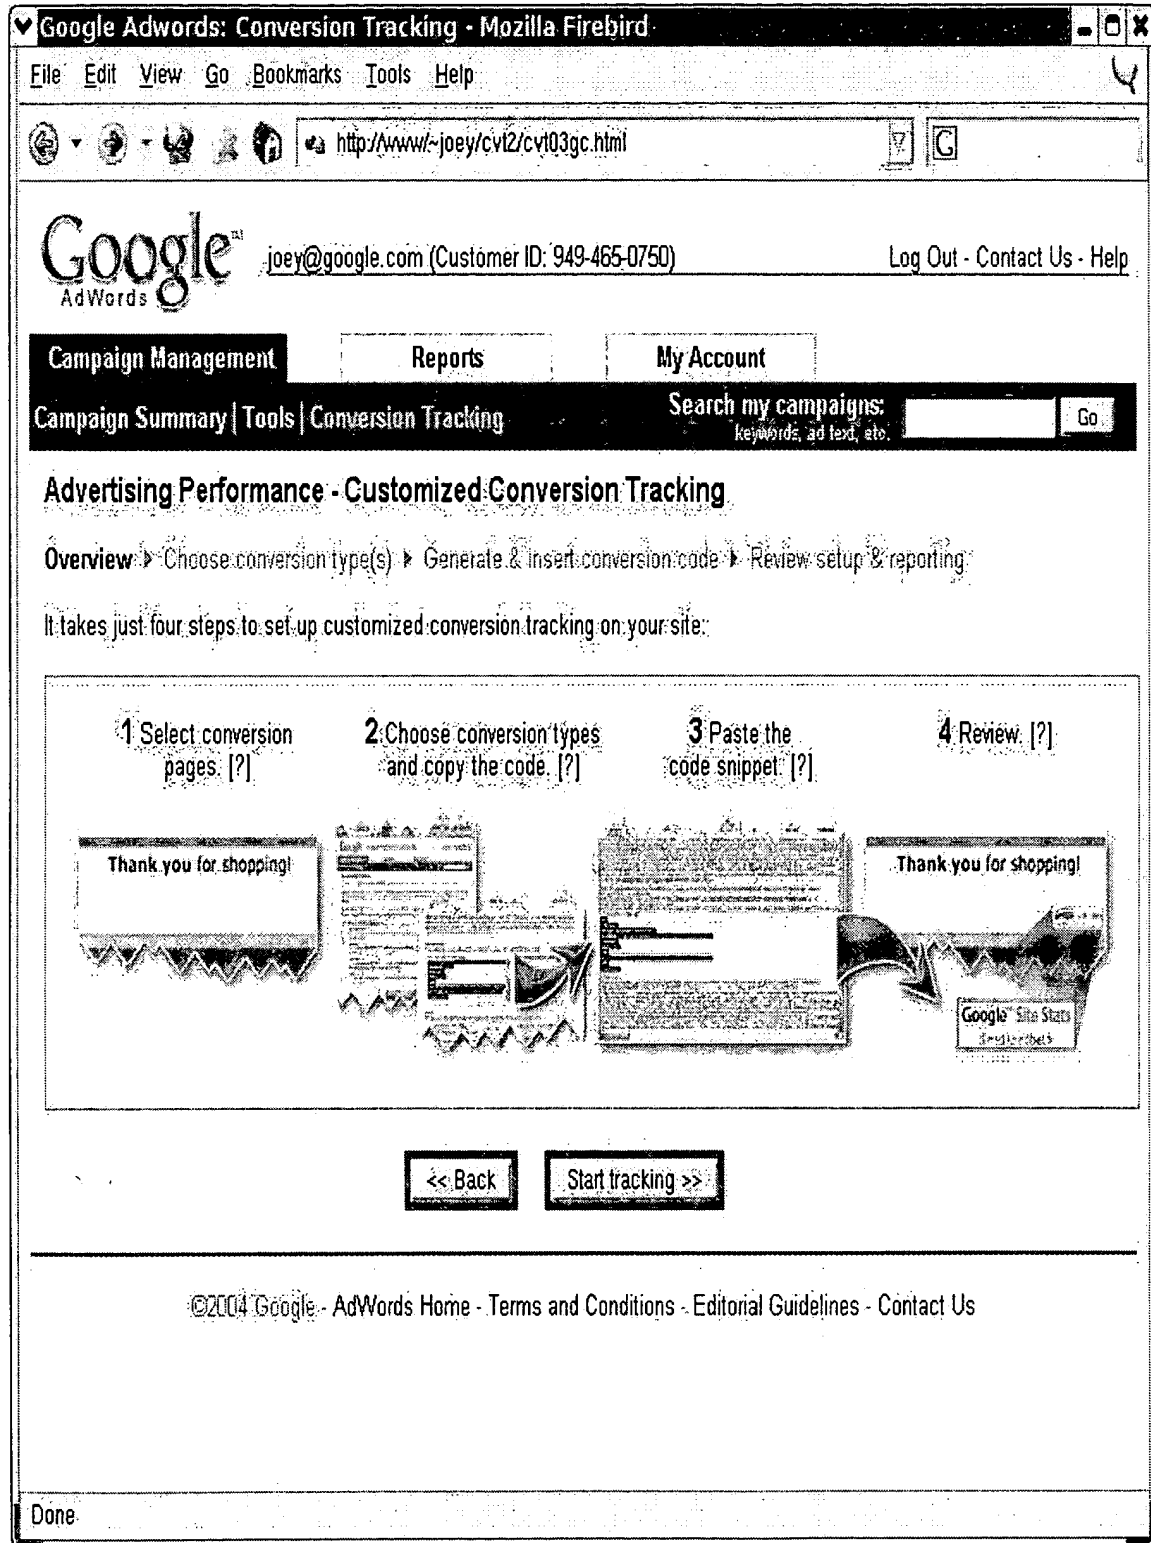 Google Adwords: Conversion Tracking - Mozilla Firebird
File Edit View Go Bookmarks Tools Help
http://www/~joey/cvt2/cvt03gc.html G
Google™
AdWords
joey@google.com (Customer ID: 949-465-0750) Log Out - Contact Us - Help
Campaign Management Reports My Account
Campaign Summary | Tools | Conversion Tracking Search my campaigns: Go
keywords, ad text, etc.
Advertising Performance - Customized Conversion Tracking
Overview Choose conversion type(s) Generate & insert conversion code Review setup & reporting
It takes just four steps to set up customized conversion tracking on your site:
1 Select conversion pages. [?]
2 Choose conversion types and copy the code. [?]
3 Paste the code snippet. [?]
4 Review. [?]
Thank you for shopping!
Thank you for shopping!
Google Site Stats
<< Back Start tracking >>
©2004 Google - AdWords Home - Terms and Conditions - Editorial Guidelines - Contact Us
Done